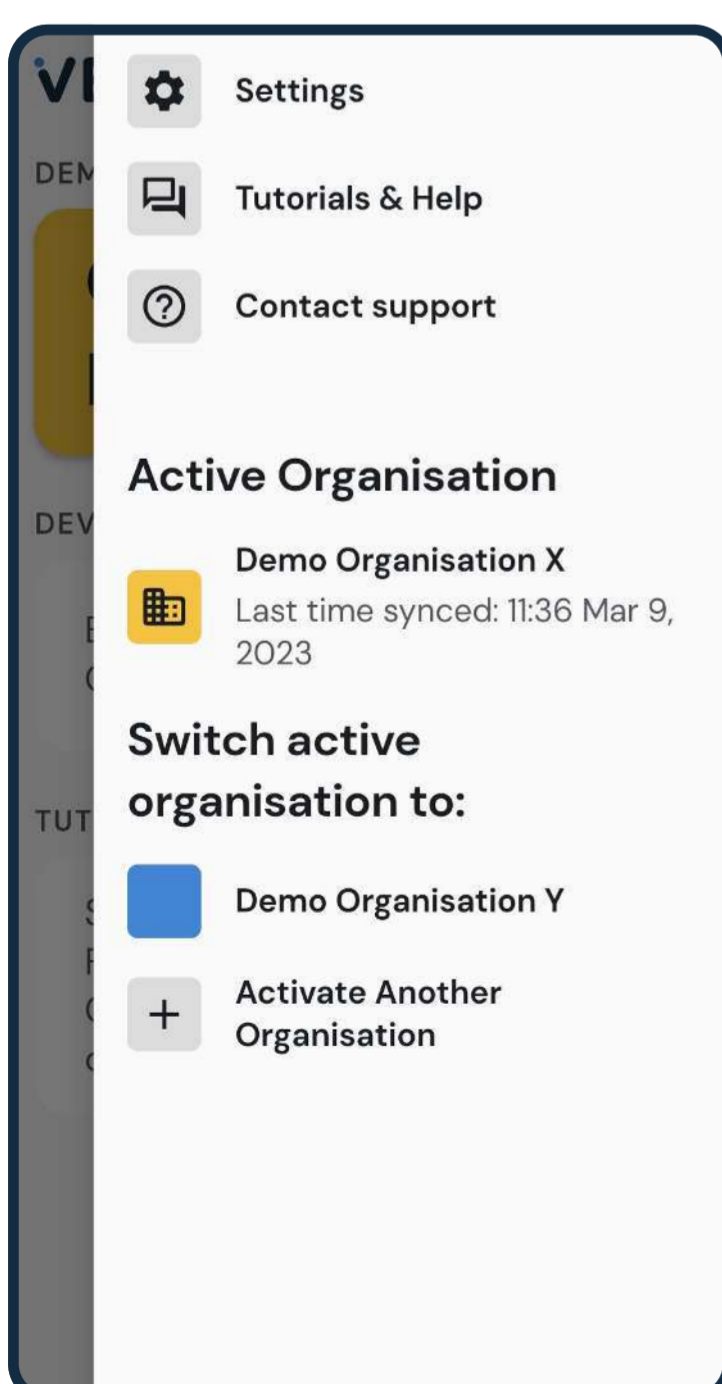 Settings
Tutorials & Help
Contact support
Active Organisation
Demo Organisation X
Last time synced: 11:36 Mar 9,
2023
Switch active
organisation to:
Demo Organisation Y
Activate Another
Organisation